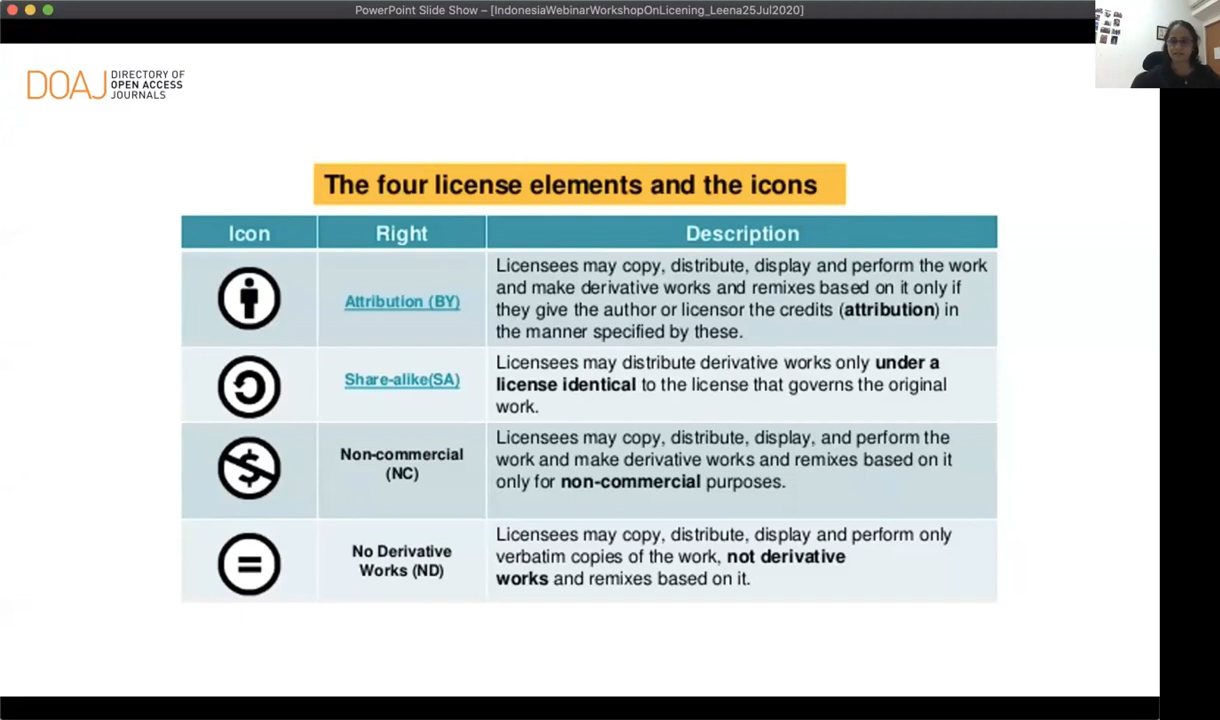 PowerPoint Slide Show – [IndonesiaWebinarWorkshopOnLicening_Leena25Jul2020]
DOAJ
DIRECTORY OF
OPEN ACCESS
JOURNALS
The four license elements and the icons
Icon
Right
Description
Attribution (BY)
Licensees may copy, distribute, display and perform the work
and make derivative works and remixes based on it only if
they give the author or licensor the credits (attribution) in
the manner specified by these.
Share-alike(SA)
Licensees may distribute derivative works only under a
license identical to the license that governs the original
work.
Non-commercial
(NC)
Licensees may copy, distribute, display, and perform the
work and make derivative works and remixes based on it
only for non-commercial purposes.
No Derivative
Works (ND)
Licensees may copy, distribute, display and perform only
verbatim copies of the work, not derivative
works and remixes based on it.